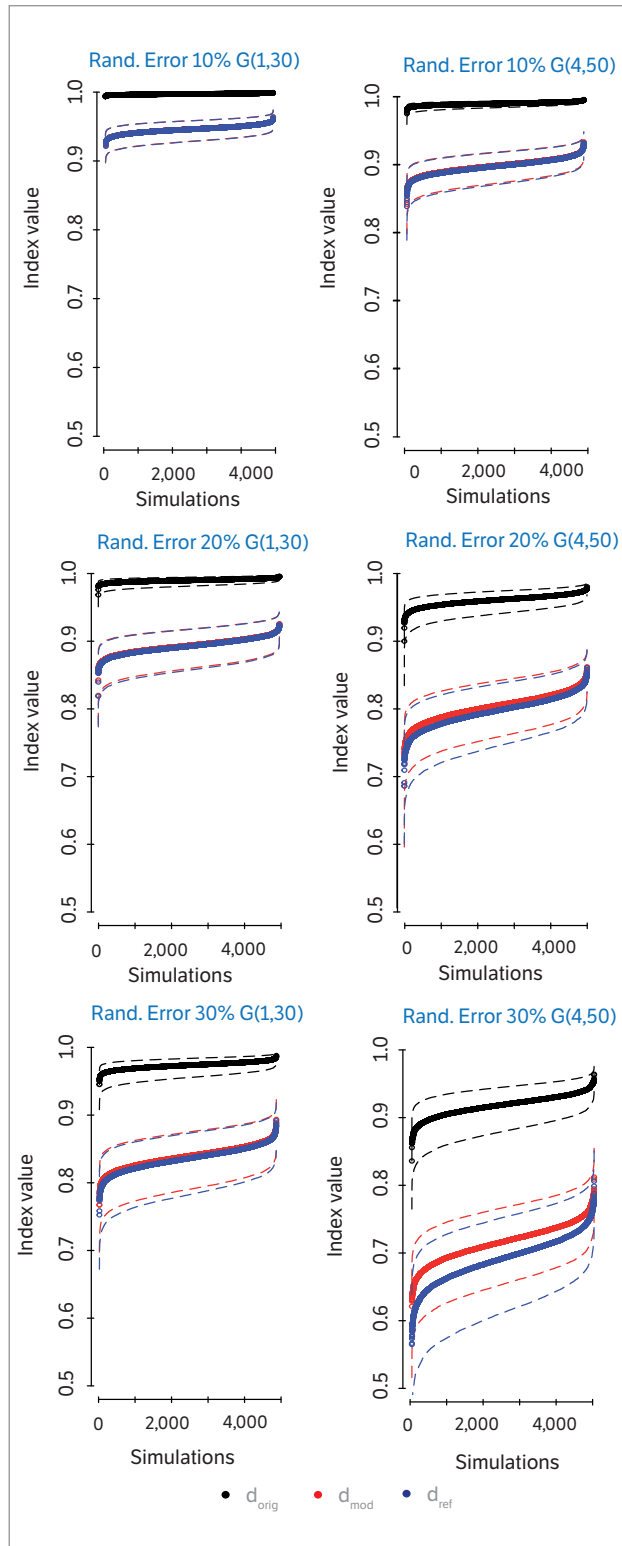 Rand. Error 10% G(1,30)
Index value
1.0
0.9
0.8
0.7
0.6
0.5
0
2,000
4,000
Simulations
Rand. Error 10% G(4,50)
Index value
1.0
0.9
0.8
0.7
0.6
0.5
0
2,000
4,000
Simulations
Rand. Error 20% G(1,30)
Index value
1.0
0.9
0.8
0.7
0.6
0.5
0
2,000
4,000
Simulations
Rand. Error 20% G(4,50)
Index value
1.0
0.9
0.8
0.7
0.6
0.5
0
2,000
4,000
Simulations
Rand. Error 30% G(1,30)
Index value
1.0
0.9
0.8
0.7
0.6
0.5
0
2,000
4,000
Simulations
Rand. Error 30% G(4,50)
Index value
1.0
0.9
0.8
0.7
0.6
0.5
0
2,000
4,000
Simulations
d orig d mod d ref